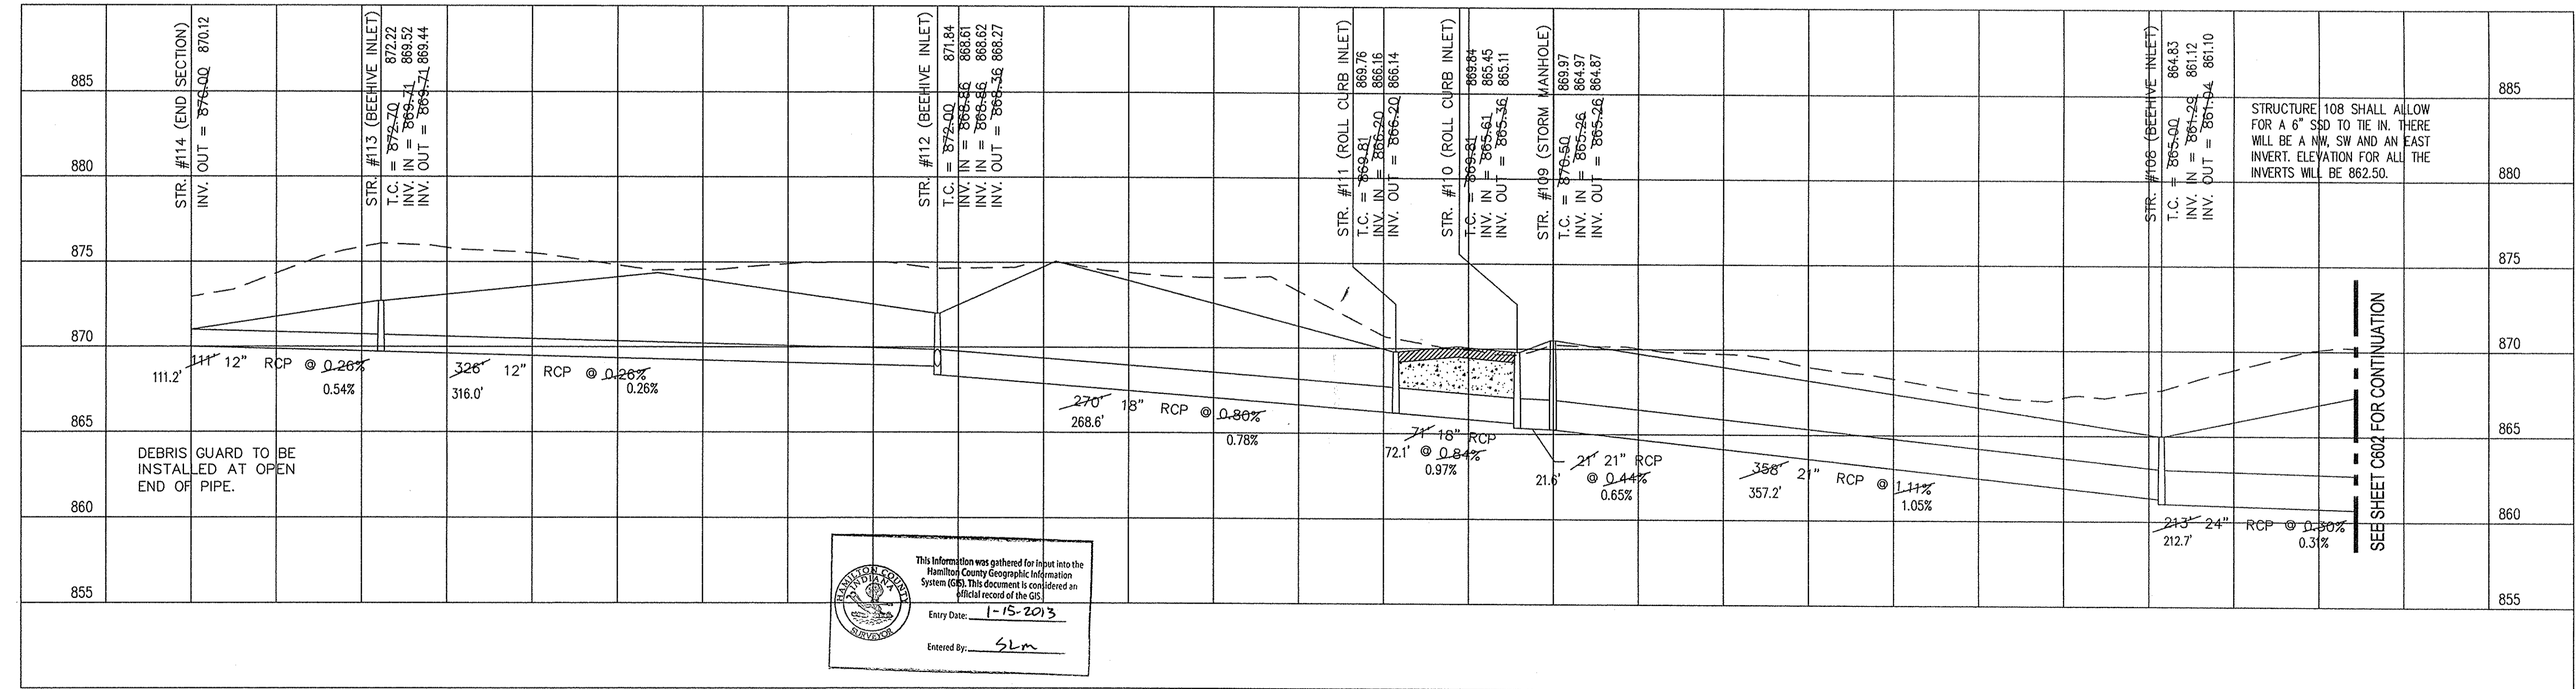 STR. #114 (END SECTION)
INV. OUT = 870.00 870.12
STR. #113 (BEEHIVE INLET)
T.C. = 872.70 872.22
INV. IN = 869.71 869.52
INV. OUT = 869.71 869.44
STR. #112 (BEEHIVE INLET)
T.C. = 872.00 871.84
INV. IN = 868.86 868.61
INV. IN = 868.86 868.62
INV. OUT = 868.36 868.27
STR. #111 (ROLL CURB INLET)
T.C. = 869.81 869.76
INV. IN = 866.20 866.16
INV. OUT = 866.20 866.14
STR. #110 (ROLL CURB INLET)
T.C. = 869.81 869.84
INV. IN = 865.61 865.45
INV. OUT = 865.36 865.11
STR. #109 (STORM MANHOLE)
T.C. = 870.50 869.97
INV. IN = 865.26 864.97
INV. OUT = 865.26 864.87
STR. #108 (BEEHIVE INLET)
T.C. = 865.00 864.83
INV. IN = 861.29 861.12
INV. OUT = 861.04 861.10
STRUCTURE 108 SHALL ALLOW
FOR A 6" SSD TO TIE IN. THERE
WILL BE A NW, SW AND AN EAST
INVERT. ELEVATION FOR ALL THE
INVERTS WILL BE 862.50.
885
885
880
880
875
875
870
870
865
865
860
860
855
855
111' 12" RCP @ 0.26%
111.2'
0.54%
326' 12" RCP @ 0.26%
316.0'
0.26%
270' 18" RCP @ 0.80%
268.6'
0.78%
71' 18" RCP
72.1' @ 0.84%
0.97%
21' 21" RCP
21.6' @ 0.44%
0.65%
358' 21" RCP @ 1.11%
357.2'
1.05%
213' 24" RCP @ 0.30%
212.7'
0.31%
SEE SHEET C602 FOR CONTINUATION
DEBRIS GUARD TO BE
INSTALLED AT OPEN
END OF PIPE.
HAMILTON COUNTY
INDIANA
SURVEYOR
This Information was gathered for input into the
Hamilton County Geographic Information
System (GIS). This document is considered an
official record of the GIS.
Entry Date: 1-15-2013
Entered By: SLM